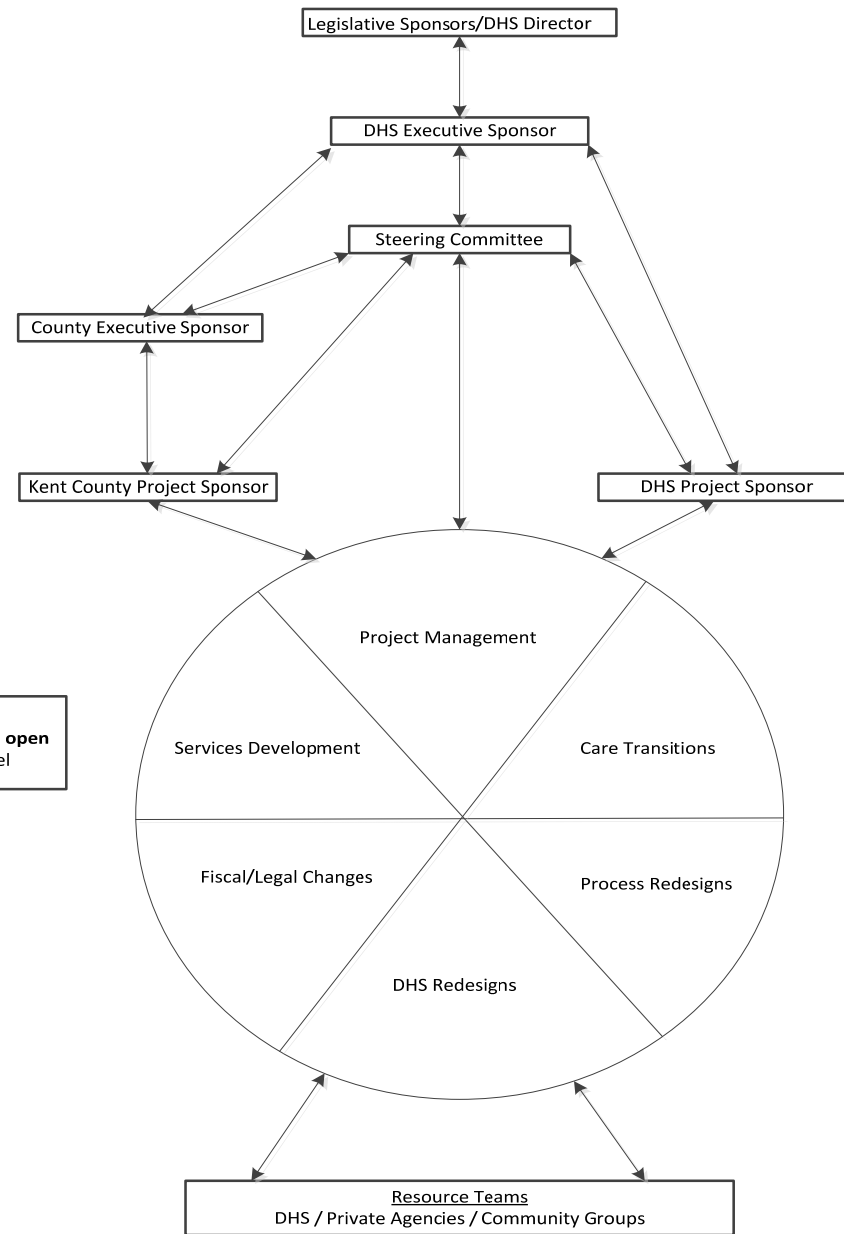 Legislative Sponsors/DHS Director
DHS Executive Sponsor
Steering Committee
County Executive Sponsor
Kent County Project Sponsor
DHS Project Sponsor
Project Management
open
Services Development
Care Transitions
Fiscal/Legal Changes
Process Redesigns
DHS Redesigns
Resource Teams
DHS / Private Agencies / Community Groups